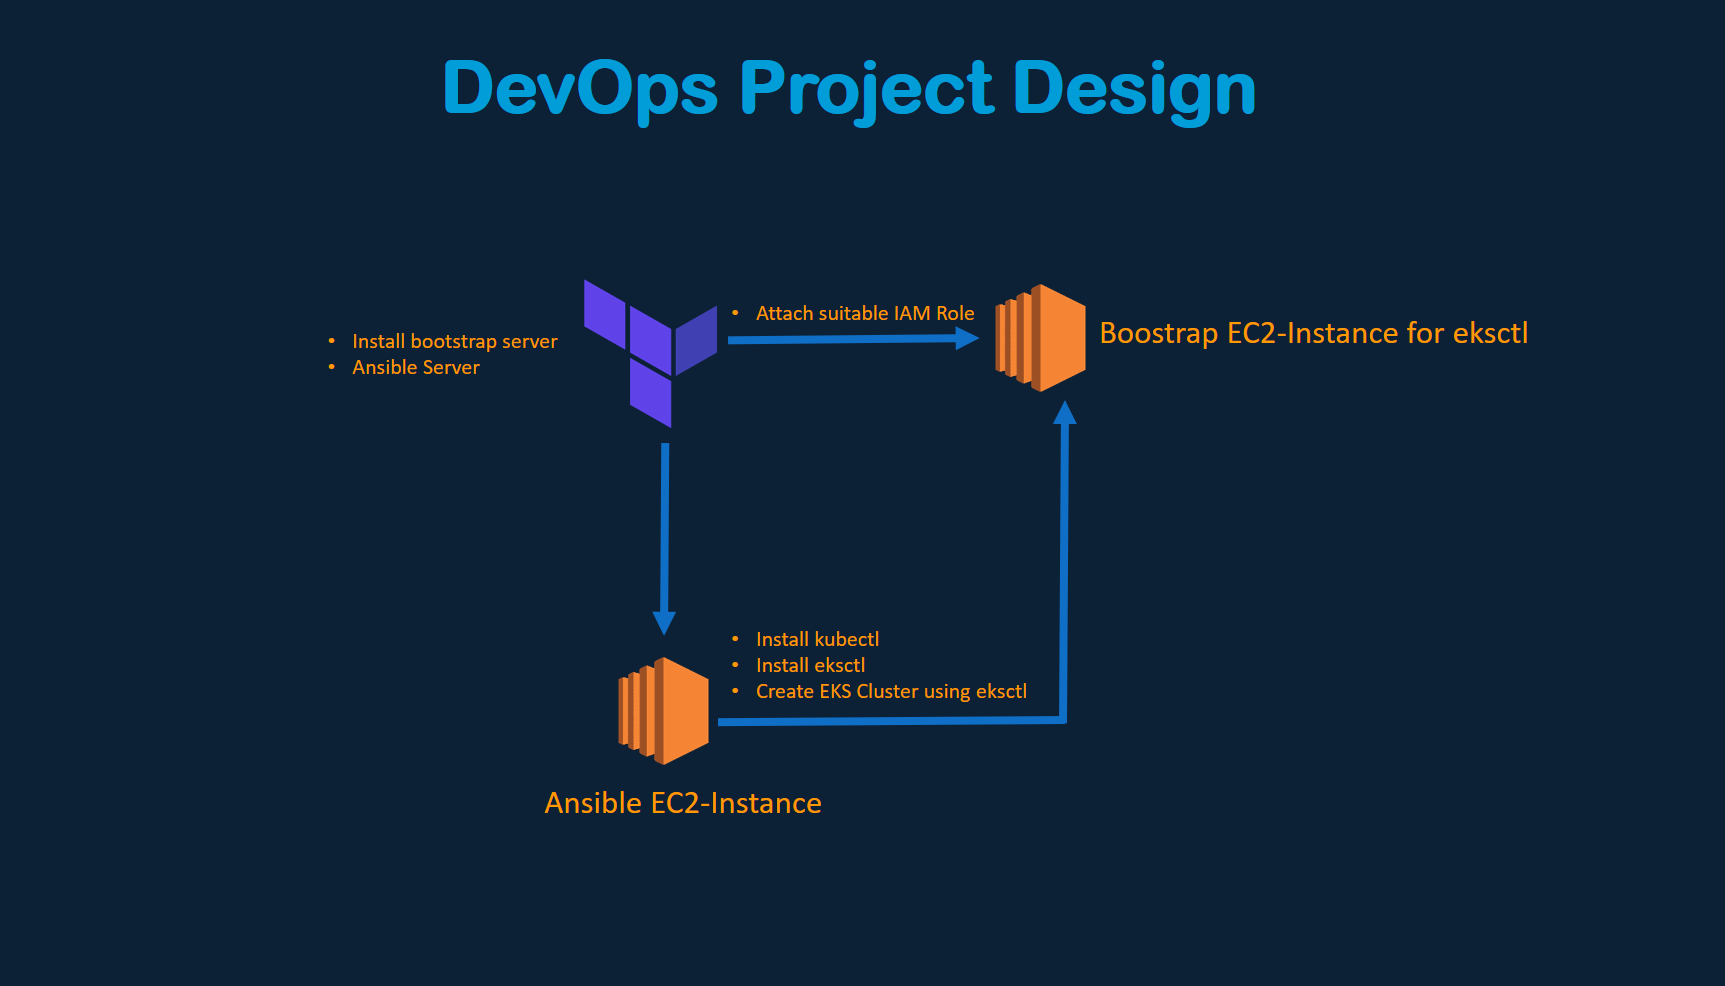 DevOps Project Design
• Attach suitable IAM Role
• Install bootstrap server
• Ansible Server
Boostrap EC2-Instance for eksctl
• Install kubectl
• Install eksctl
• Create EKS Cluster using eksctl
Ansible EC2-Instance